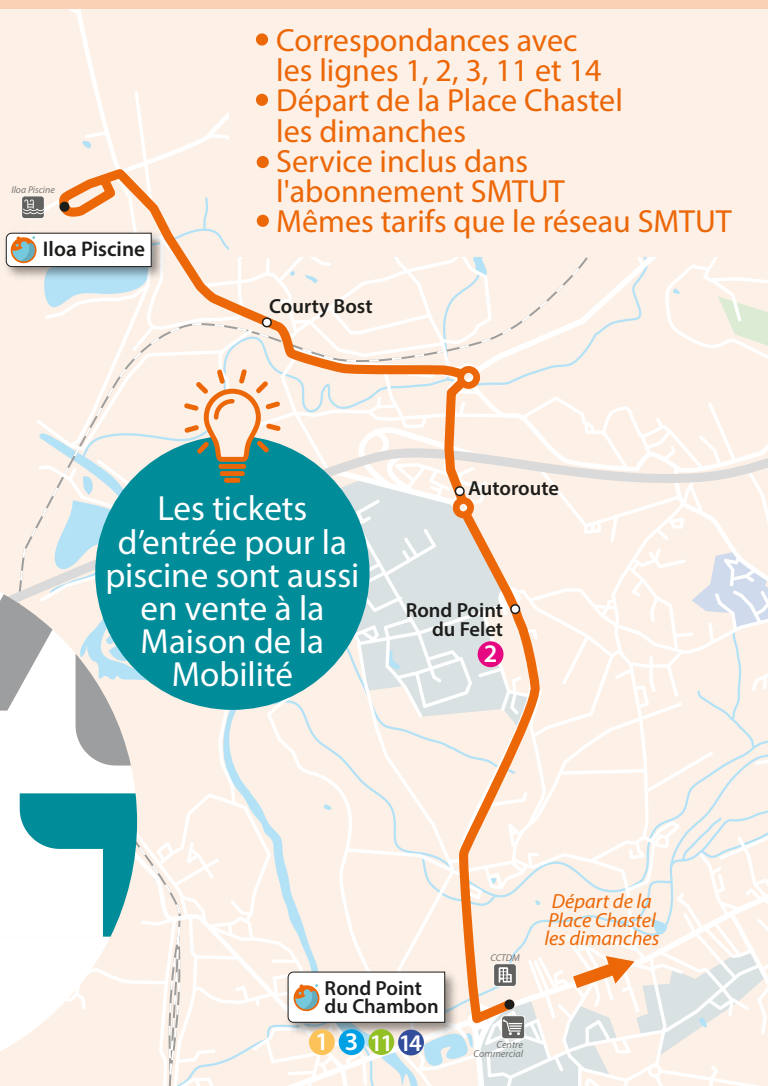 • Correspondances avec
les lignes 1, 2, 3, 11 et 14
• Départ de la Place Chastel
les dimanches
• Service inclus dans
l'abonnement SMTUT
• Mêmes tarifs que le réseau SMTUT
Iloa Piscine
Iloa Piscine
Courty Bost
Autoroute
Les tickets
d’entrée pour la
piscine sont aussi
en vente à la
Maison de la
Mobilité
Rond Point
du Felet
2
Départ de la
Place Chastel
les dimanches
CCTDM
Rond Point
du Chambon
1 3 11 14
Centre
Commercial